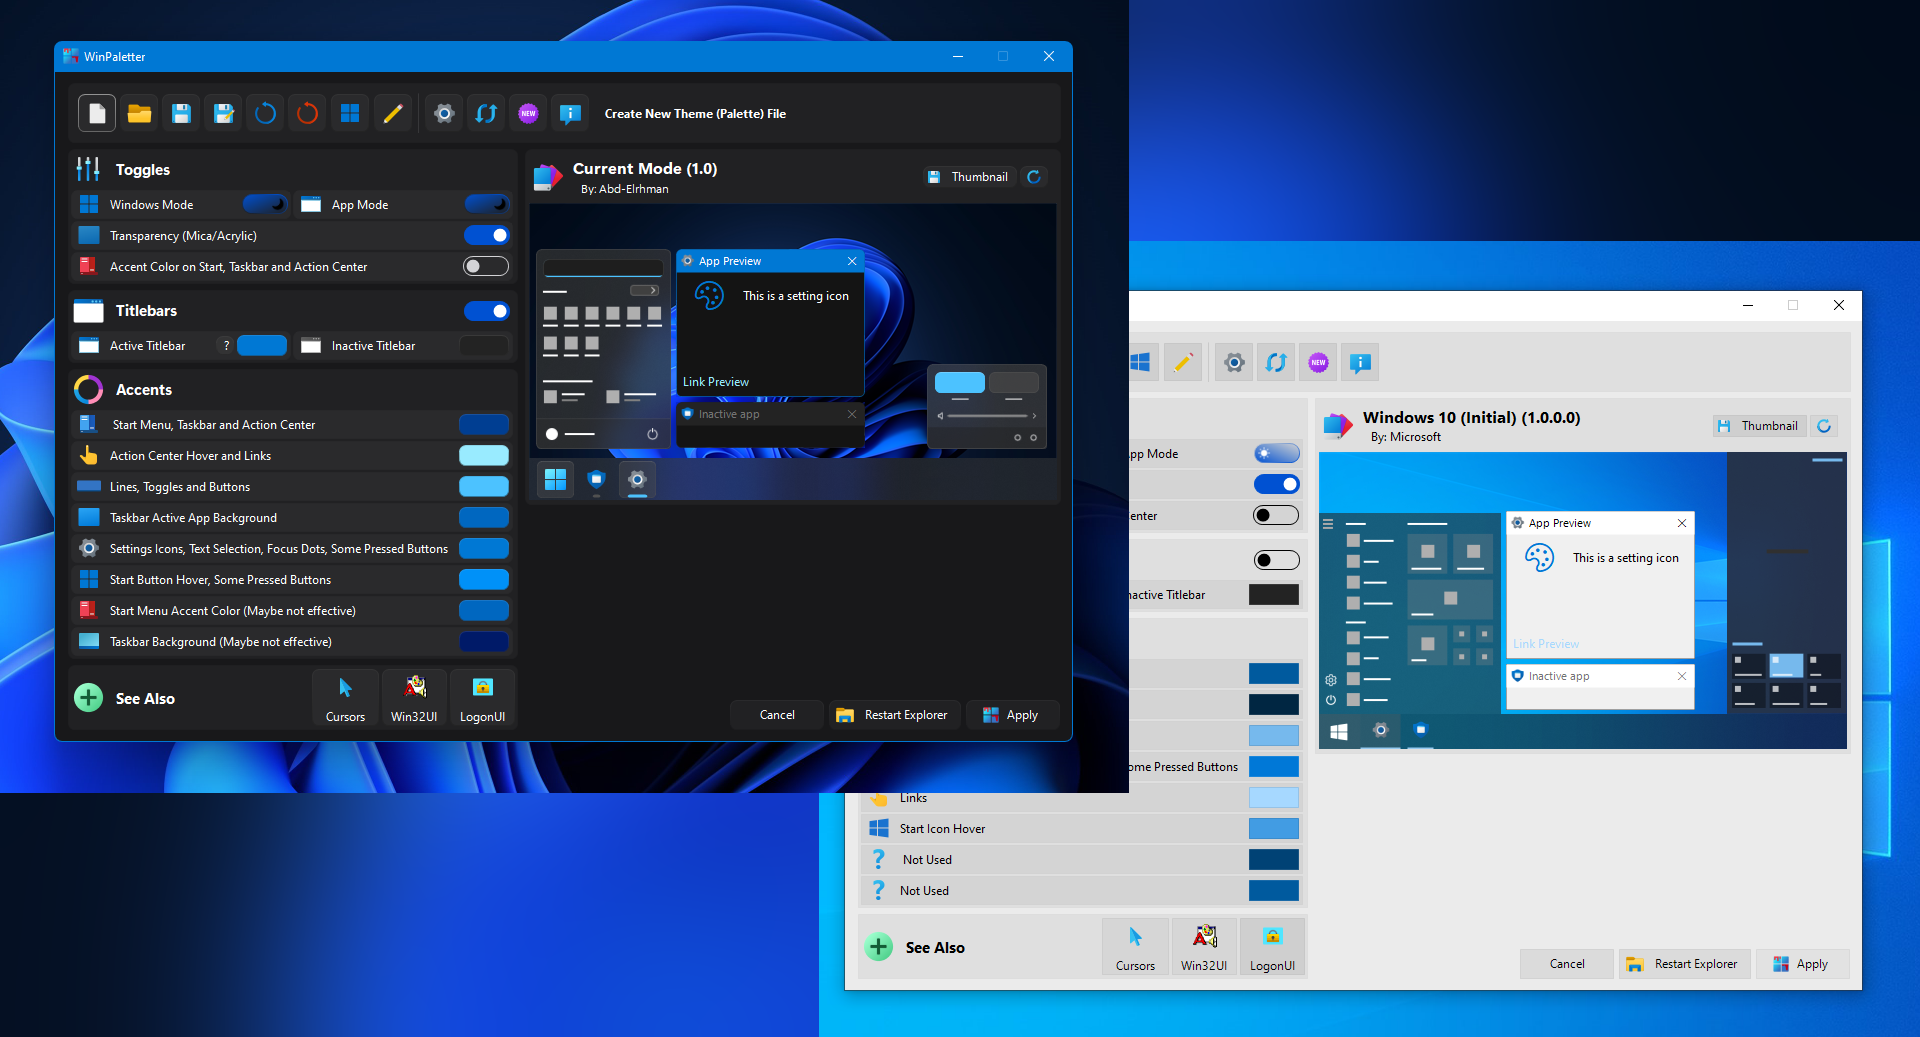 WinPaletter
Create New Theme (Palette) File
Toggles
Windows Mode
App Mode
Transparency (Mica/Acrylic)
Accent Color on Start, Taskbar and Action Center
Titlebars
Active Titlebar
?
Inactive Titlebar
Accents
Start Menu, Taskbar and Action Center
Action Center Hover and Links
Lines, Toggles and Buttons
Taskbar Active App Background
Settings Icons, Text Selection, Focus Dots, Some Pressed Buttons
Start Button Hover, Some Pressed Buttons
Start Menu Accent Color (Maybe not effective)
Taskbar Background (Maybe not effective)
See Also
Cursors
Win32UI
LogonUI
NEW
Current Mode (1.0)
By: Abd-Elrhman
Thumbnail
App Preview
This is a setting icon
Link Preview
Inactive app
Cancel
Restart Explorer
Apply
NEW
Windows 10 (Initial) (1.0.0.0)
By: Microsoft
Thumbnail
pp Mode
enter
nactive Titlebar
ome Pressed Buttons
Links
Start Icon Hover
? Not Used
? Not Used
See Also
Cursors
Win32UI
LogonUI
App Preview
This is a setting icon
Link Preview
Inactive app
Cancel
Restart Explorer
Apply